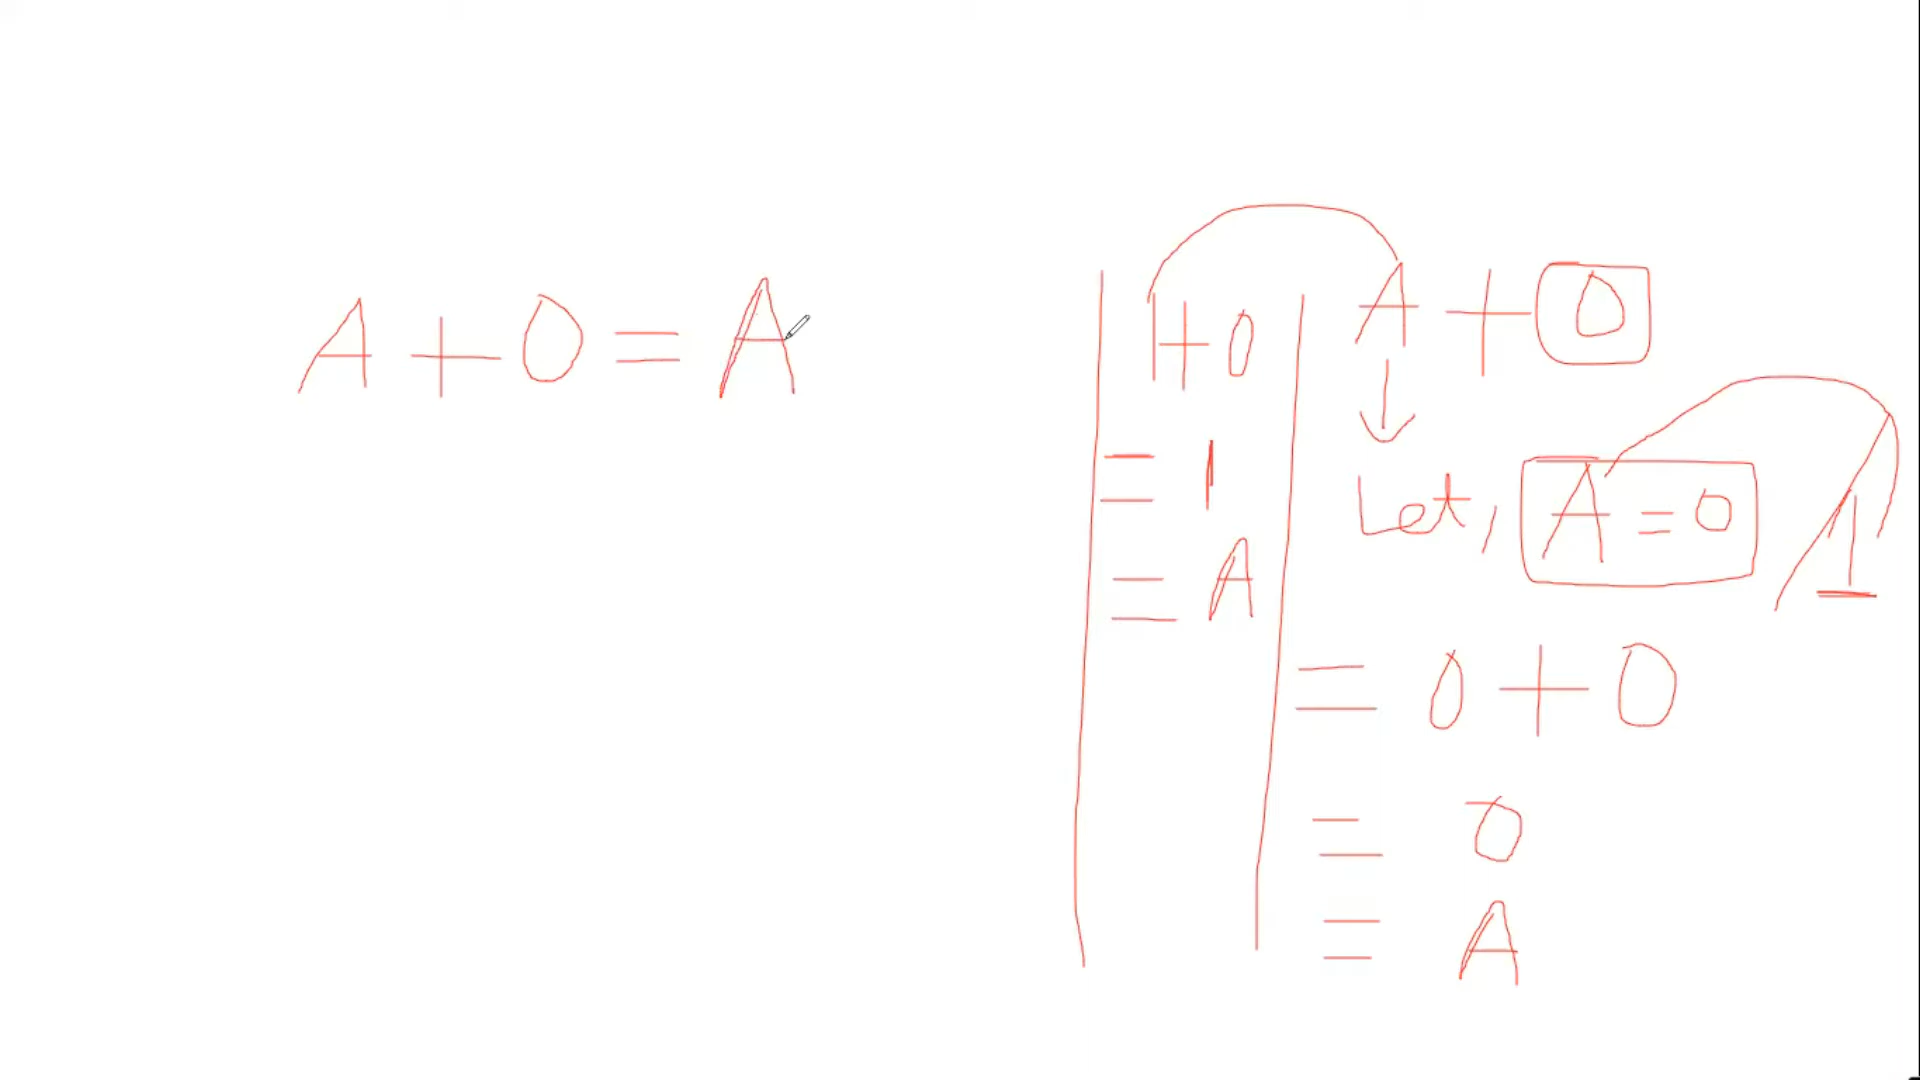 A + 0 = A
1 + 0
= 1
= A
A + 0
Let, A = 0 / 1
= 0 + 0
= 0
= A